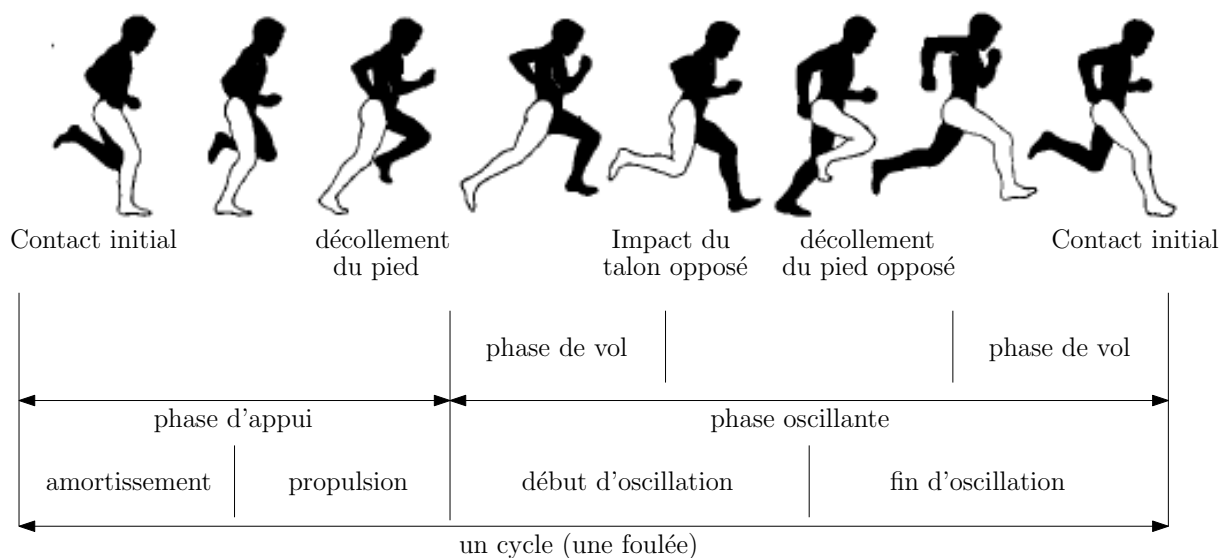 Contact initial
décollement
du pied
Impact du
talon opposé
décollement
du pied opposé
Contact initial
phase de vol
phase de vol
phase d'appui
phase oscillante
amortissement
propulsion
début d'oscillation
fin d'oscillation
un cycle (une foulée)